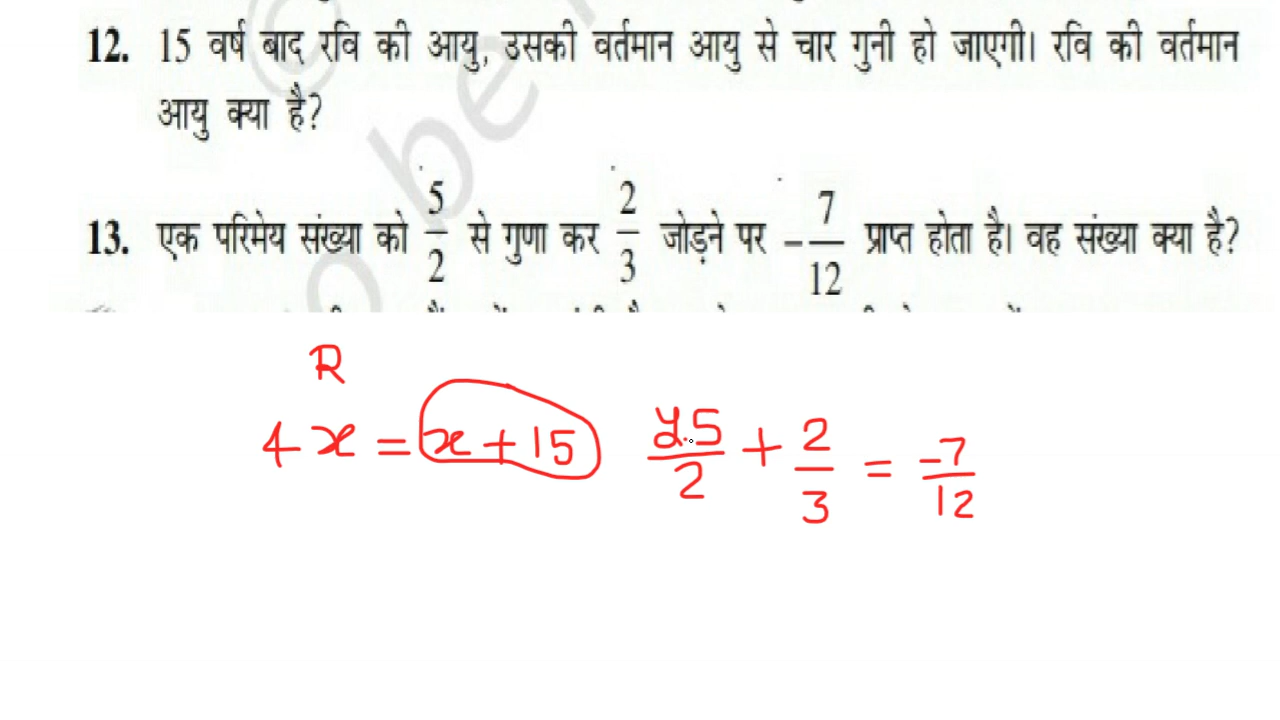 12. 15 वर्ष बाद रवि की आयु, उसकी वर्तमान आयु से चार गुनी हो जाएगी। रवि की वर्तमान
आयु क्या है?
13. एक परिमेय संख्या को 5/2 से गुणा कर 2/3 जोड़ने पर -7/12 प्राप्त होता है। वह संख्या क्या है?
R
4x = x + 15
y.5/2 + 2/3 = -7/12